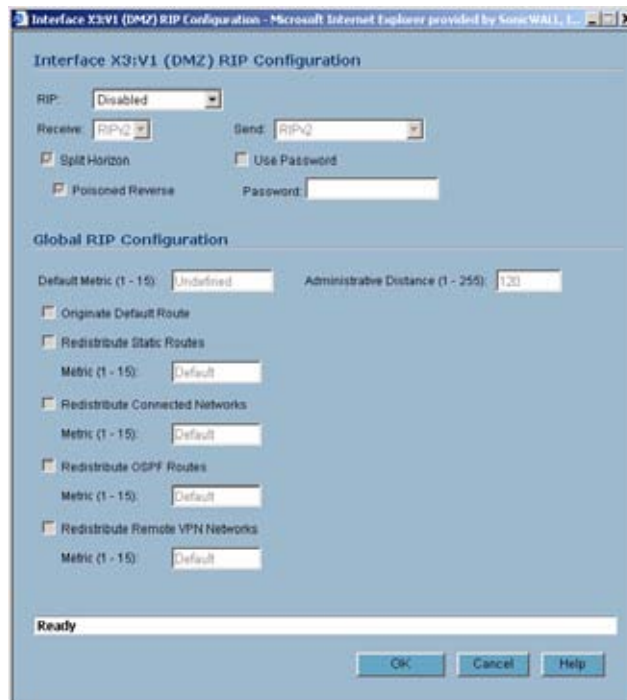 Interface X3:V1 (DMZ) RIP Configuration - Microsoft Internet Explorer provided by SonicWALL, I...
Interface X3:V1 (DMZ) RIP Configuration
RIP: Disabled
Receive: RIPv2 Send: RIPv2
Split Horizon Use Password
Poisoned Reverse Password:
Global RIP Configuration
Default Metric (1 - 15): Undefined Administrative Distance (1 - 255): 120
Originate Default Route
Redistribute Static Routes
Metric (1 - 15): Default
Redistribute Connected Networks
Metric (1 - 15): Default
Redistribute OSPF Routes
Metric (1 - 15): Default
Redistribute Remote VPN Networks
Metric (1 - 15): Default
Ready
OK Cancel Help